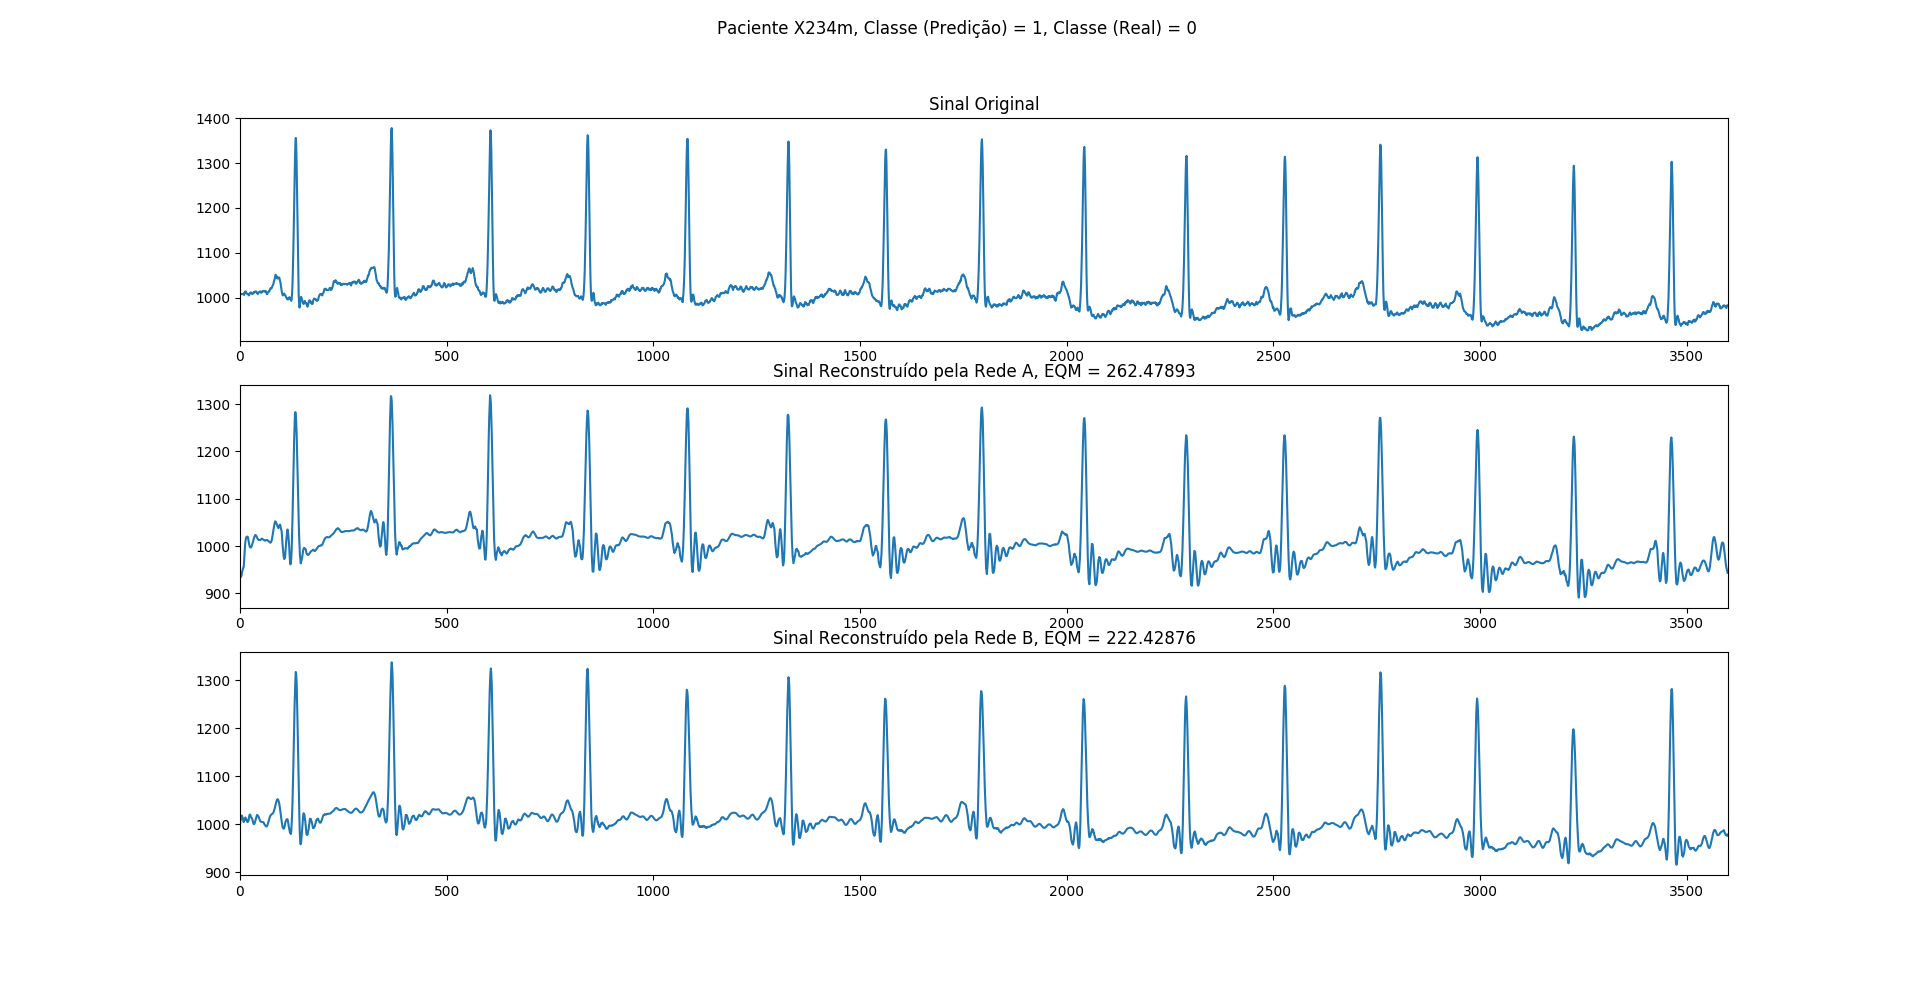 Paciente X234m, Classe (Predição) = 1, Classe (Real) = 0
Sinal Original
1400
1300
1200
1100
1000
0 500 1000 1500 2000 2500 3000 3500
Sinal Reconstruído pela Rede A, EQM = 262.47893
1300
1200
1100
1000
900
0 500 1000 1500 2000 2500 3000 3500
Sinal Reconstruído pela Rede B, EQM = 222.42876
1300
1200
1100
1000
900
0 500 1000 1500 2000 2500 3000 3500